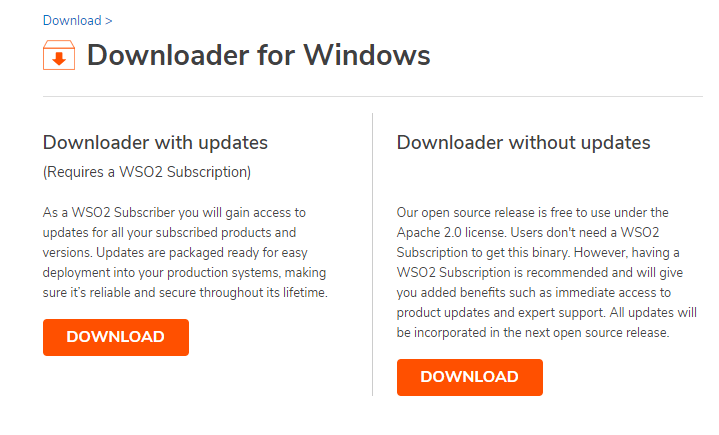 Download >
Downloader for Windows
Downloader with updates
(Requires a WSO2 Subscription)
As a WSO2 Subscriber you will gain access to
updates for all your subscribed products and
versions. Updates are packaged ready for easy
deployment into your production systems, making
sure it’s reliable and secure throughout its lifetime.
DOWNLOAD
Downloader without updates
Our open source release is free to use under the
Apache 2.0 license. Users don't need a WSO2
Subscription to get this binary. However, having a
WSO2 Subscription is recommended and will give
you added benefits such as immediate access to
product updates and expert support. All updates will
be incorporated in the next open source release.
DOWNLOAD